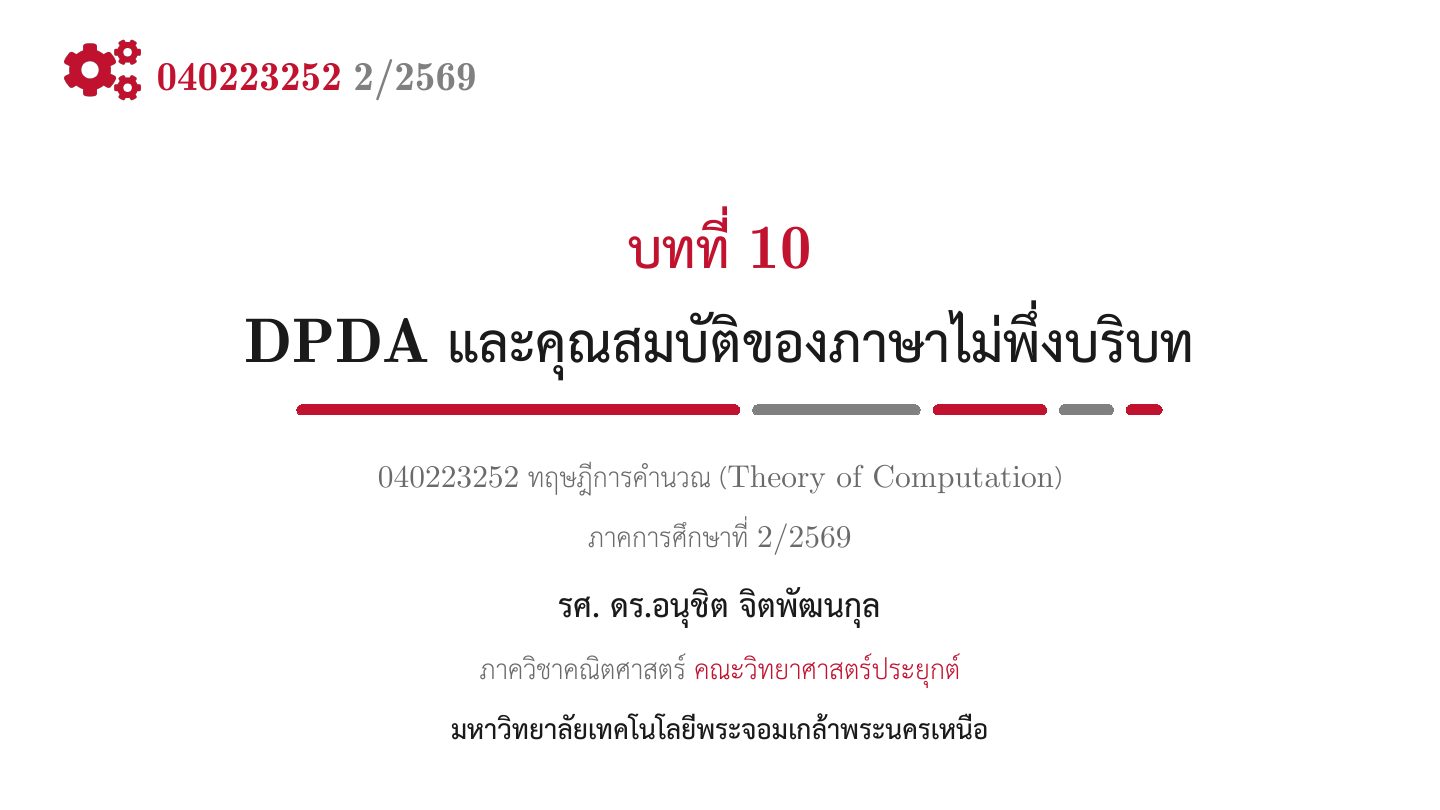 040223252 2/2569
บทที่ 10
DPDA และคุณสมบัติของภาษาไม่พึ่งบริบท
040223252 ทฤษฎีการคำนวณ (Theory of Computation)
ภาคการศึกษาที่ 2/2569
รศ. ดร.อนุชิต จิตพัฒนกุล
ภาควิชาคณิตศาสตร์ คณะวิทยาศาสตร์ประยุกต์
มหาวิทยาลัยเทคโนโลยีพระจอมเกล้าพระนครเหนือ